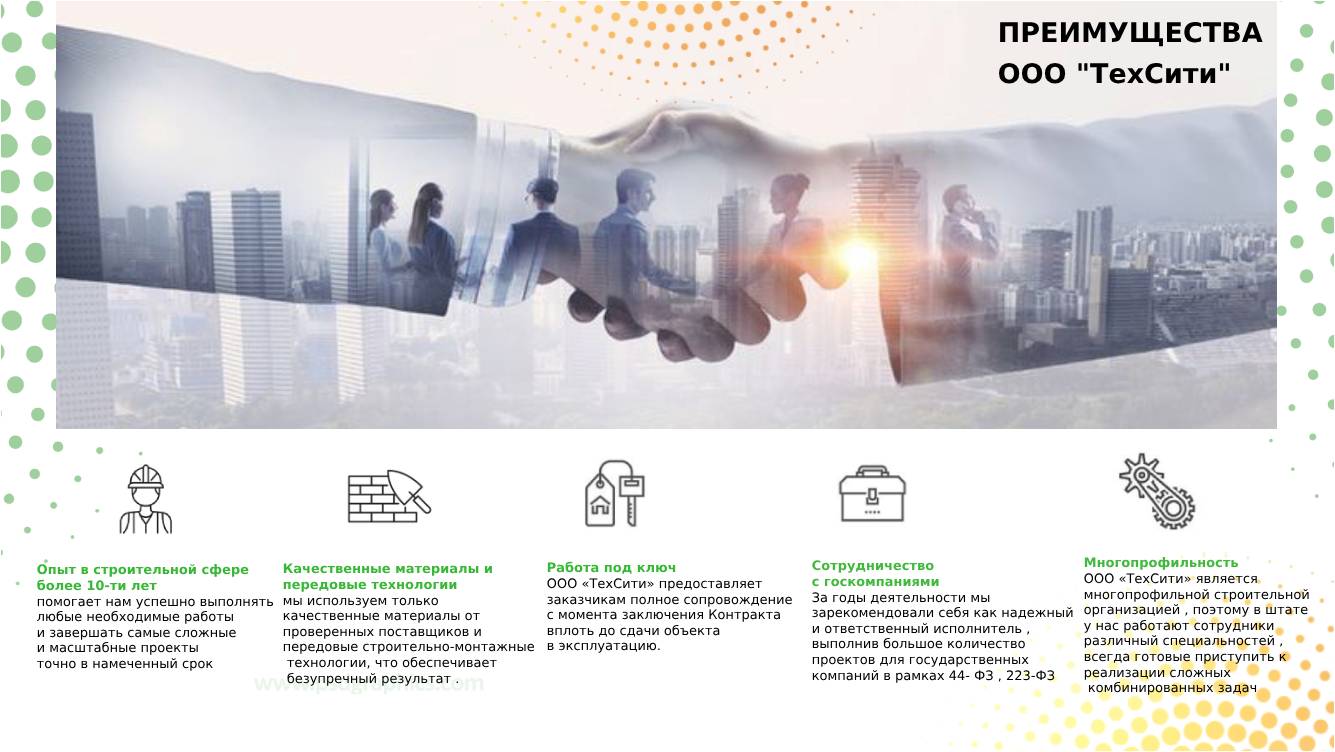 ПРЕИМУЩЕСТВА
ООО "ТехСити"
Опыт в строительной сфере
более 10-ти лет
помогает нам успешно выполнять
любые необходимые работы
и завершать самые сложные
и масштабные проекты
точно в намеченный срок
Качественные материалы и
передовые технологии
мы используем только
качественные материалы от
проверенных поставщиков и
передовые строительно-монтажные
технологии, что обеспечивает
безупречный результат .
www.psdgraphics.com
Работа под ключ
ООО «ТехСити» предоставляет
заказчикам полное сопровождение
с момента заключения Контракта
вплоть до сдачи объекта
в эксплуатацию.
Сотрудничество
с госкомпаниями
За годы деятельности мы
зарекомендовали себя как надежный
и ответственный исполнитель ,
выполнив большое количество
проектов для государственных
компаний в рамках 44- ФЗ , 223-ФЗ
Многопрофильность
ООО «ТехСити» является
многопрофильной строительной
организацией , поэтому в штате
у нас работают сотрудники
различный специальностей ,
всегда готовые приступить к
реализации сложных
комбинированных задач